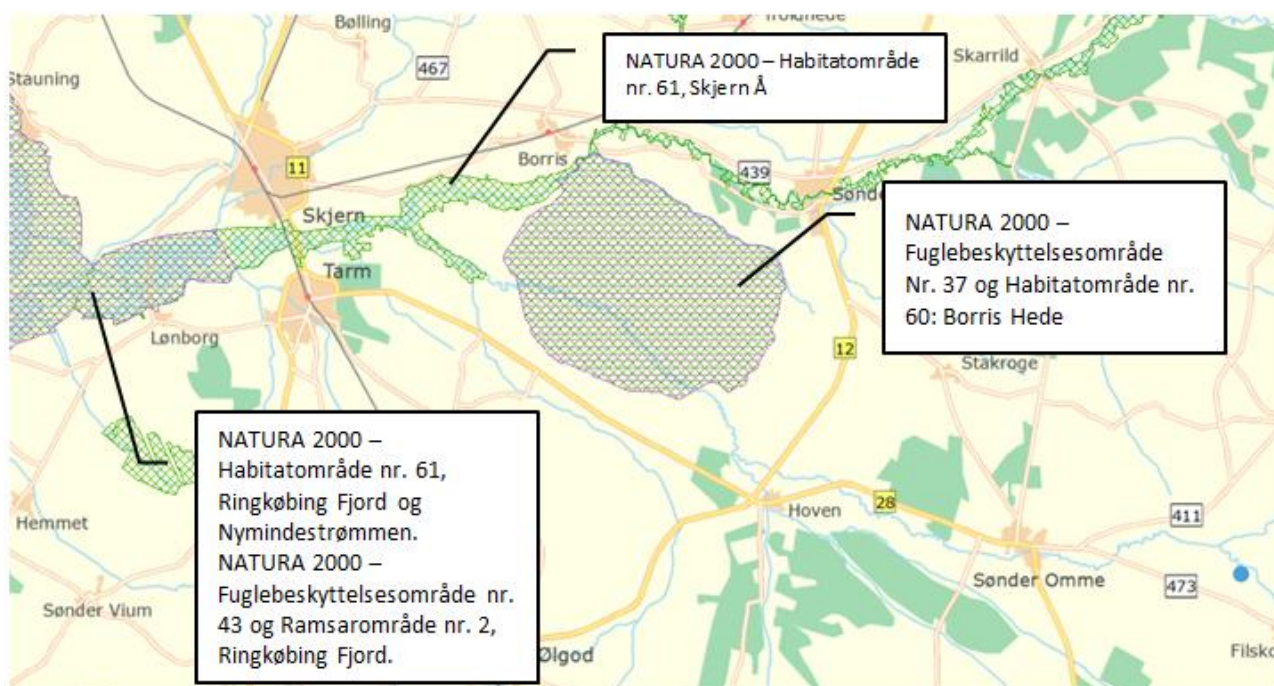 Troldhede
Bølling
467
Stauning
NATURA 2000 – Habitatområde
nr. 61, Skjern Å
Skarrild
11
Borris
439
Sønde
Skjern
Tarm
Lønborg
NATURA 2000 –
Fuglebeskyttelsesområde
Nr. 37 og Habitatområde nr.
60: Borris Hede
12
Stakroge
NATURA 2000 –
Habitatområde nr. 61,
Ringkøbing Fjord og
Nymindestrømmen.
NATURA 2000 –
Fuglebeskyttelsesområde nr.
43 og Ramsarområde nr. 2,
Ringkøbing Fjord.
Hemmet
Sønder Vium
Hoven
28
411
Sønder Omme
473
Ølgod
Filsko